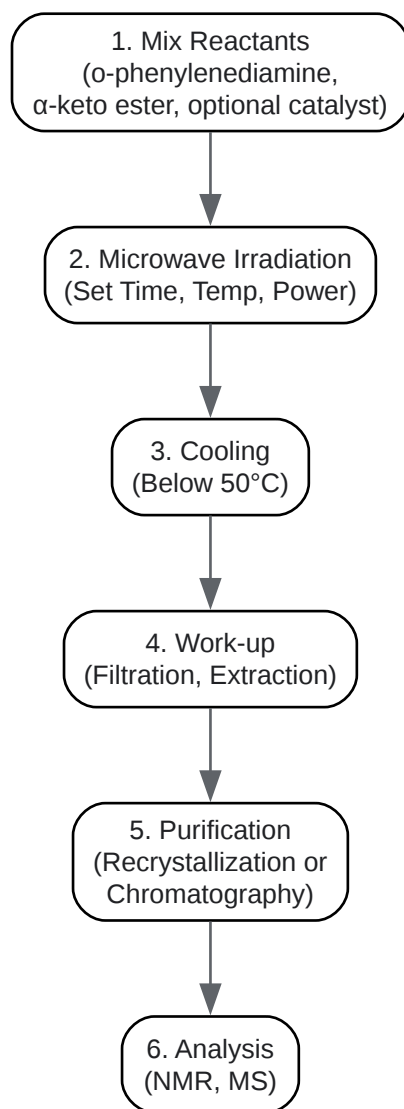 1. Mix Reactants
(o-phenylenediamine,
α-keto ester, optional catalyst)
2. Microwave Irradiation
(Set Time, Temp, Power)
3. Cooling
(Below 50°C)
4. Work-up
(Filtration, Extraction)
5. Purification
(Recrystallization or
Chromatography)
6. Analysis
(NMR, MS)